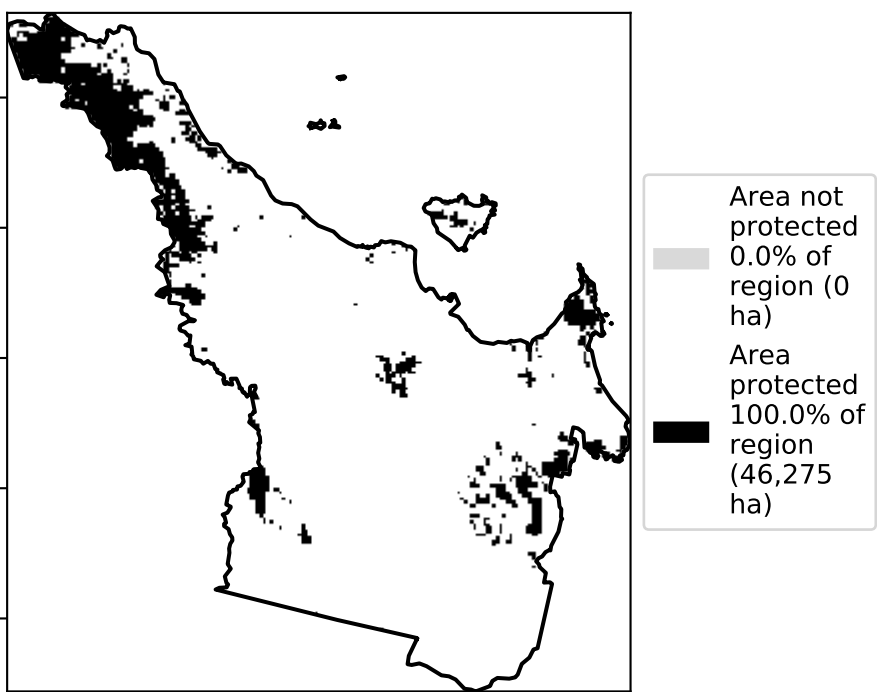 Area not
protected
0.0% of
region (0
ha)
Area
protected
100.0% of
region
(46,275
ha)